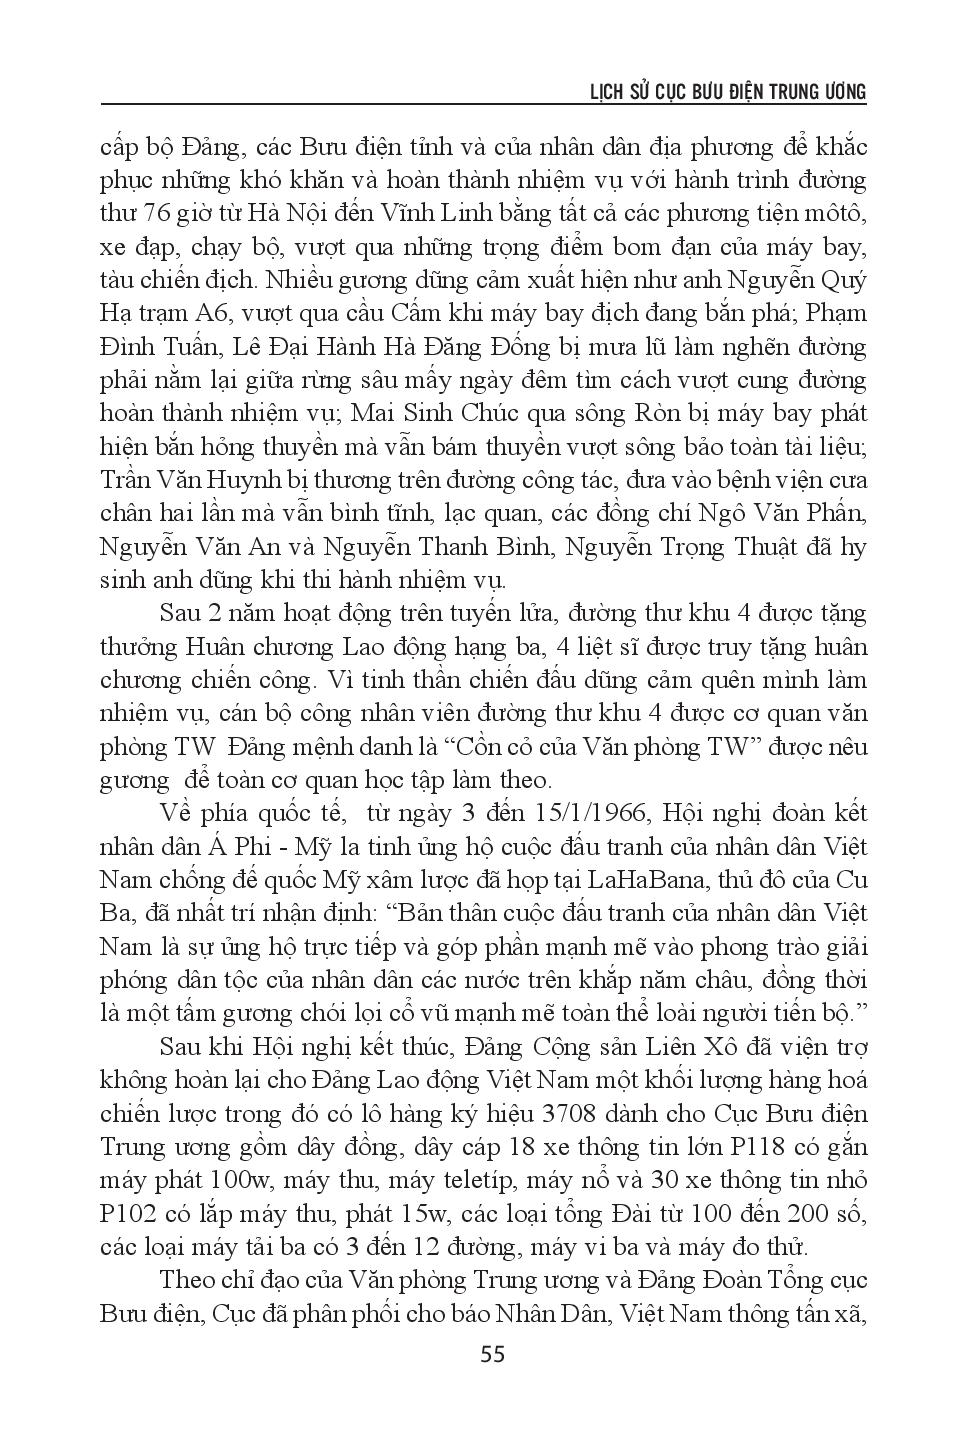 LỊCH SỬ CỤC BƯU ĐIỆN TRUNG ƯƠNG
cấp bộ Đảng, các Bưu điện tỉnh và của nhân dân địa phương để khắc
phục những khó khăn và hoàn thành nhiệm vụ với hành trình đường
thư 76 giờ từ Hà Nội đến Vĩnh Linh bằng tất cả các phương tiện môtô,
xe đạp, chạy bộ, vượt qua những trọng điểm bom đạn của máy bay,
tàu chiến địch. Nhiều gương dũng cảm xuất hiện như anh Nguyễn Quý
Hạ trạm A6, vượt qua cầu Cấm khi máy bay địch đang bắn phá; Phạm
Đình Tuấn, Lê Đại Hành Hà Đăng Đống bị mưa lũ làm nghẽn đường
phải nằm lại giữa rừng sâu mấy ngày đêm tìm cách vượt cung đường
hoàn thành nhiệm vụ; Mai Sinh Chúc qua sông Ròn bị máy bay phát
hiện bắn hỏng thuyền mà vẫn bám thuyền vượt sông bảo toàn tài liệu;
Trần Văn Huynh bị thương trên đường công tác, đưa vào bệnh viện cưa
chân hai lần mà vẫn bình tĩnh, lạc quan, các đồng chí Ngô Văn Phấn,
Nguyễn Văn An và Nguyễn Thanh Bình, Nguyễn Trọng Thuật đã hy
sinh anh dũng khi thi hành nhiệm vụ.
Sau 2 năm hoạt động trên tuyến lửa, đường thư khu 4 được tặng
thưởng Huân chương Lao động hạng ba, 4 liệt sĩ được truy tặng huân
chương chiến công. Vì tinh thần chiến đấu dũng cảm quên mình làm
nhiệm vụ, cán bộ công nhân viên đường thư khu 4 được cơ quan văn
phòng TW  Đảng mệnh danh là “Cồn cỏ của Văn phòng TW” được nêu
gương  để toàn cơ quan học tập làm theo.
Về phía quốc tế,  từ ngày 3 đến 15/1/1966, Hội nghị đoàn kết
nhân dân Á Phi - Mỹ la tinh ủng hộ cuộc đấu tranh của nhân dân Việt
Nam chống đế quốc Mỹ xâm lược đã họp tại LaHaBana, thủ đô của Cu
Ba, đã nhất trí nhận định: “Bản thân cuộc đấu tranh của nhân dân Việt
Nam là sự ủng hộ trực tiếp và góp phần mạnh mẽ vào phong trào giải
phóng dân tộc của nhân dân các nước trên khắp năm châu, đồng thời
là một tấm gương chói lọi cổ vũ mạnh mẽ toàn thể loài người tiến bộ.”
Sau khi Hội nghị kết thúc, Đảng Cộng sản Liên Xô đã viện trợ
không hoàn lại cho Đảng Lao động Việt Nam một khối lượng hàng hoá
chiến lược trong đó có lô hàng ký hiệu 3708 dành cho Cục Bưu điện
Trung ương gồm dây đồng, dây cáp 18 xe thông tin lớn P118 có gắn
máy phát 100w, máy thu, máy teletíp, máy nổ và 30 xe thông tin nhỏ
P102 có lắp máy thu, phát 15w, các loại tổng Đài từ 100 đến 200 số,
các loại máy tải ba có 3 đến 12 đường, máy vi ba và máy đo thử.
Theo chỉ đạo của Văn phòng Trung ương và Đảng Đoàn Tổng cục
Bưu điện, Cục đã phân phối cho báo Nhân Dân, Việt Nam thông tấn xã,
55